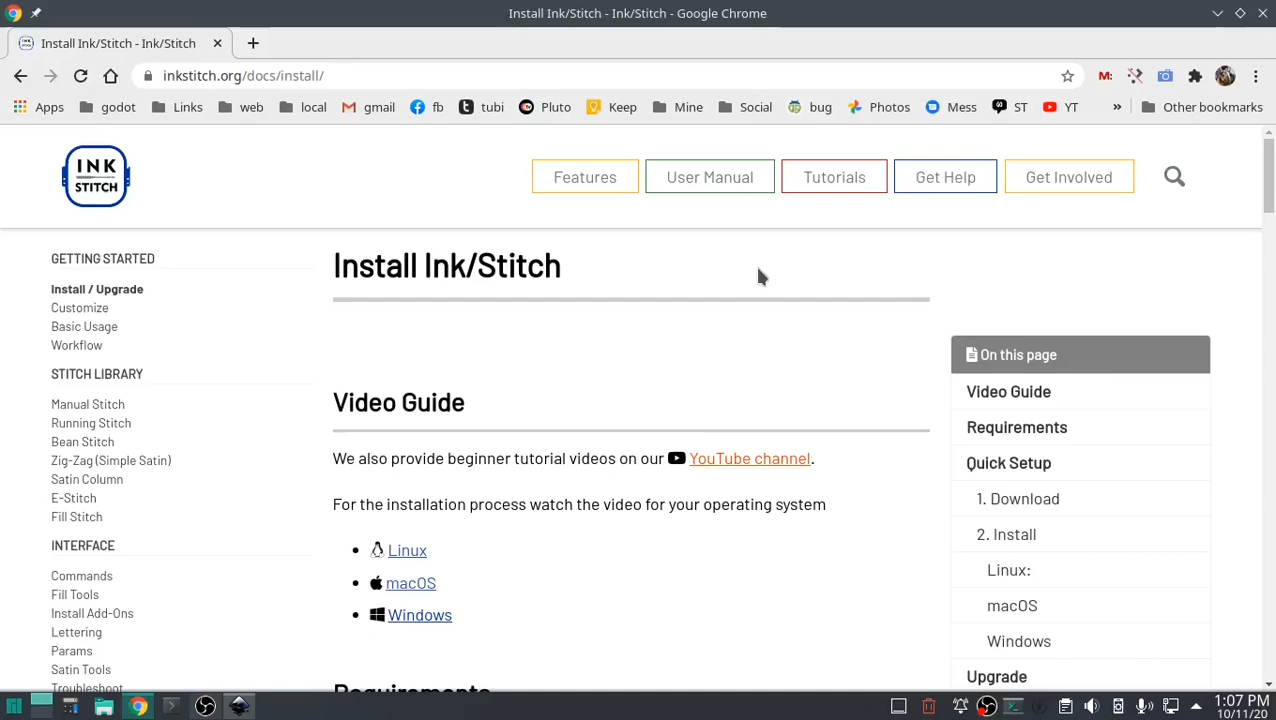 Install Ink/Stitch - Ink/Stitch - Google Chrome
Install Ink/Stitch - Ink/Stitch
inkstitch.org/docs/install/
M:
Apps godot Links web local gmail fb tubi Pluto Keep Mine Social bug Photos Mess ST YT » Other bookmarks
INK
STITCH
Features User Manual Tutorials Get Help Get Involved
GETTING STARTED
Install / Upgrade
Customize
Basic Usage
Workflow
STITCH LIBRARY
Manual Stitch
Running Stitch
Bean Stitch
Zig-Zag (Simple Satin)
Satin Column
E-Stitch
Fill Stitch
INTERFACE
Commands
Fill Tools
Install Add-Ons
Lettering
Params
Satin Tools
Troubleshoot
Install Ink/Stitch
Video Guide
We also provide beginner tutorial videos on our YouTube channel.
For the installation process watch the video for your operating system
• Linux
• macOS
• Windows
Requirements
On this page
Video Guide
Requirements
Quick Setup
1. Download
2. Install
Linux:
macOS
Windows
Upgrade
1:07 PM
10/11/20